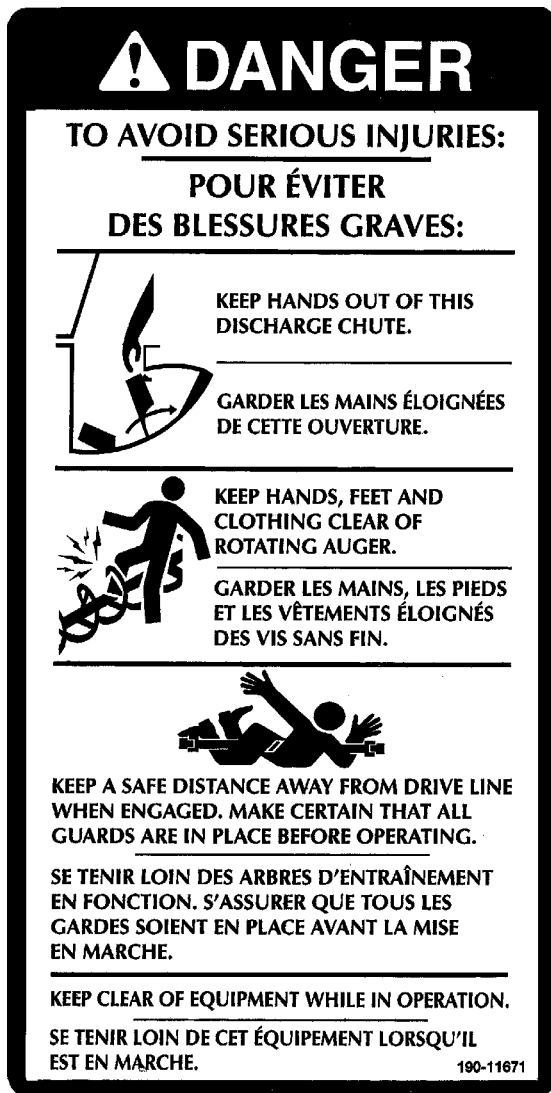 DANGER
TO AVOID SERIOUS INJURIES:
POUR ÉVITER
DES BLESSURES GRAVES:
KEEP HANDS OUT OF THIS
DISCHARGE CHUTE.
GARDER LES MAINS ÉLOIGNÉES
DE CETTE OUVERTURE.
KEEP HANDS, FEET AND
CLOTHING CLEAR OF
ROTATING AUGER.
GARDER LES MAINS, LES PIEDS
ET LES VÊTEMENTS ÉLOIGNÉS
DES VIS SANS FIN.
KEEP A SAFE DISTANCE AWAY FROM DRIVE LINE
WHEN ENGAGED. MAKE CERTAIN THAT ALL
GUARDS ARE IN PLACE BEFORE OPERATING.
SE TENIR LOIN DES ARBRES D'ENTRAÎNEMENT
EN FONCTION. S'ASSURER QUE TOUS LES
GARDES SOIENT EN PLACE AVANT LA MISE
EN MARCHE.
KEEP CLEAR OF EQUIPMENT WHILE IN OPERATION.
SE TENIR LOIN DE CET ÉQUIPEMENT LORSQU'IL
EST EN MARCHE.
190-11671